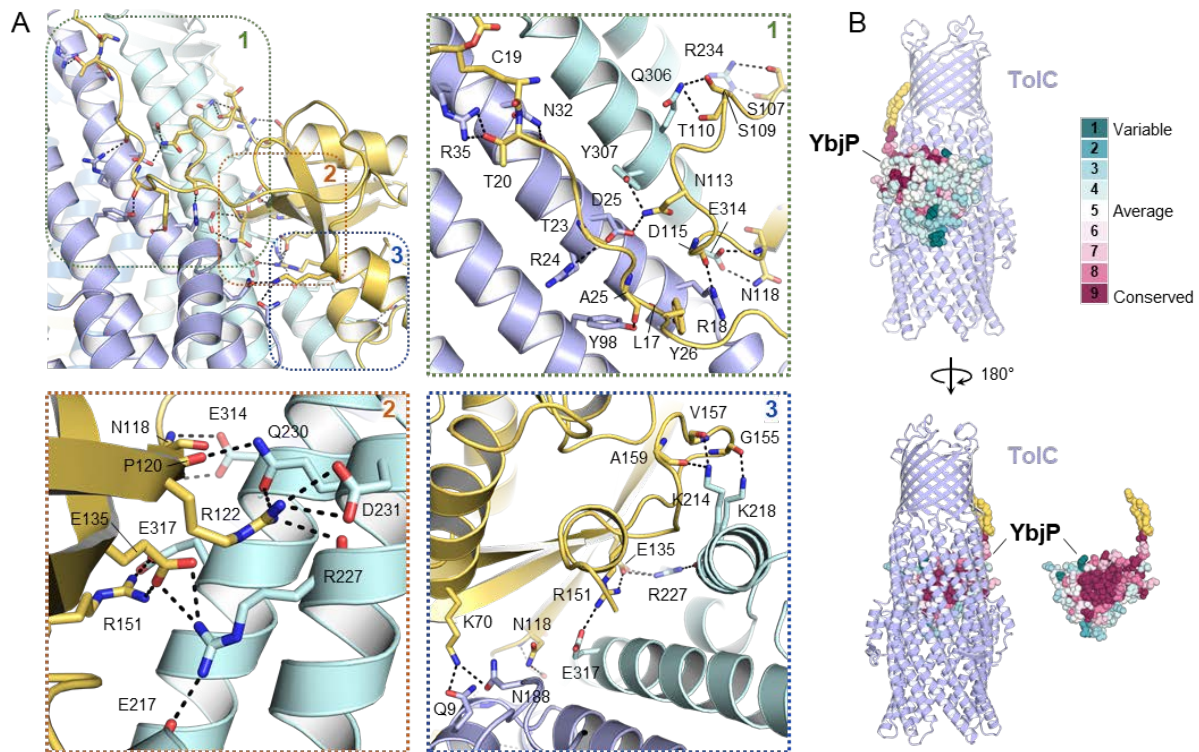 A
B
1
2
3
1
R234
Q306
C19
N32
S107
S109
T110
R35
Y307
T20
N113
D25
E314
T23
D115
R24
A25
N118
R18
Y98
L17
Y26
TolC
YbjP
1 Variable
2
3
4
5 Average
6
7
8
9 Conserved
180°
2
E314
N118
Q230
P120
E135
E317
R122
D231
R227
R151
E217
3
V157
G155
A159
K214
K218
E135
R151
R227
K70
N118
E317
N188
Q9
TolC
YbjP